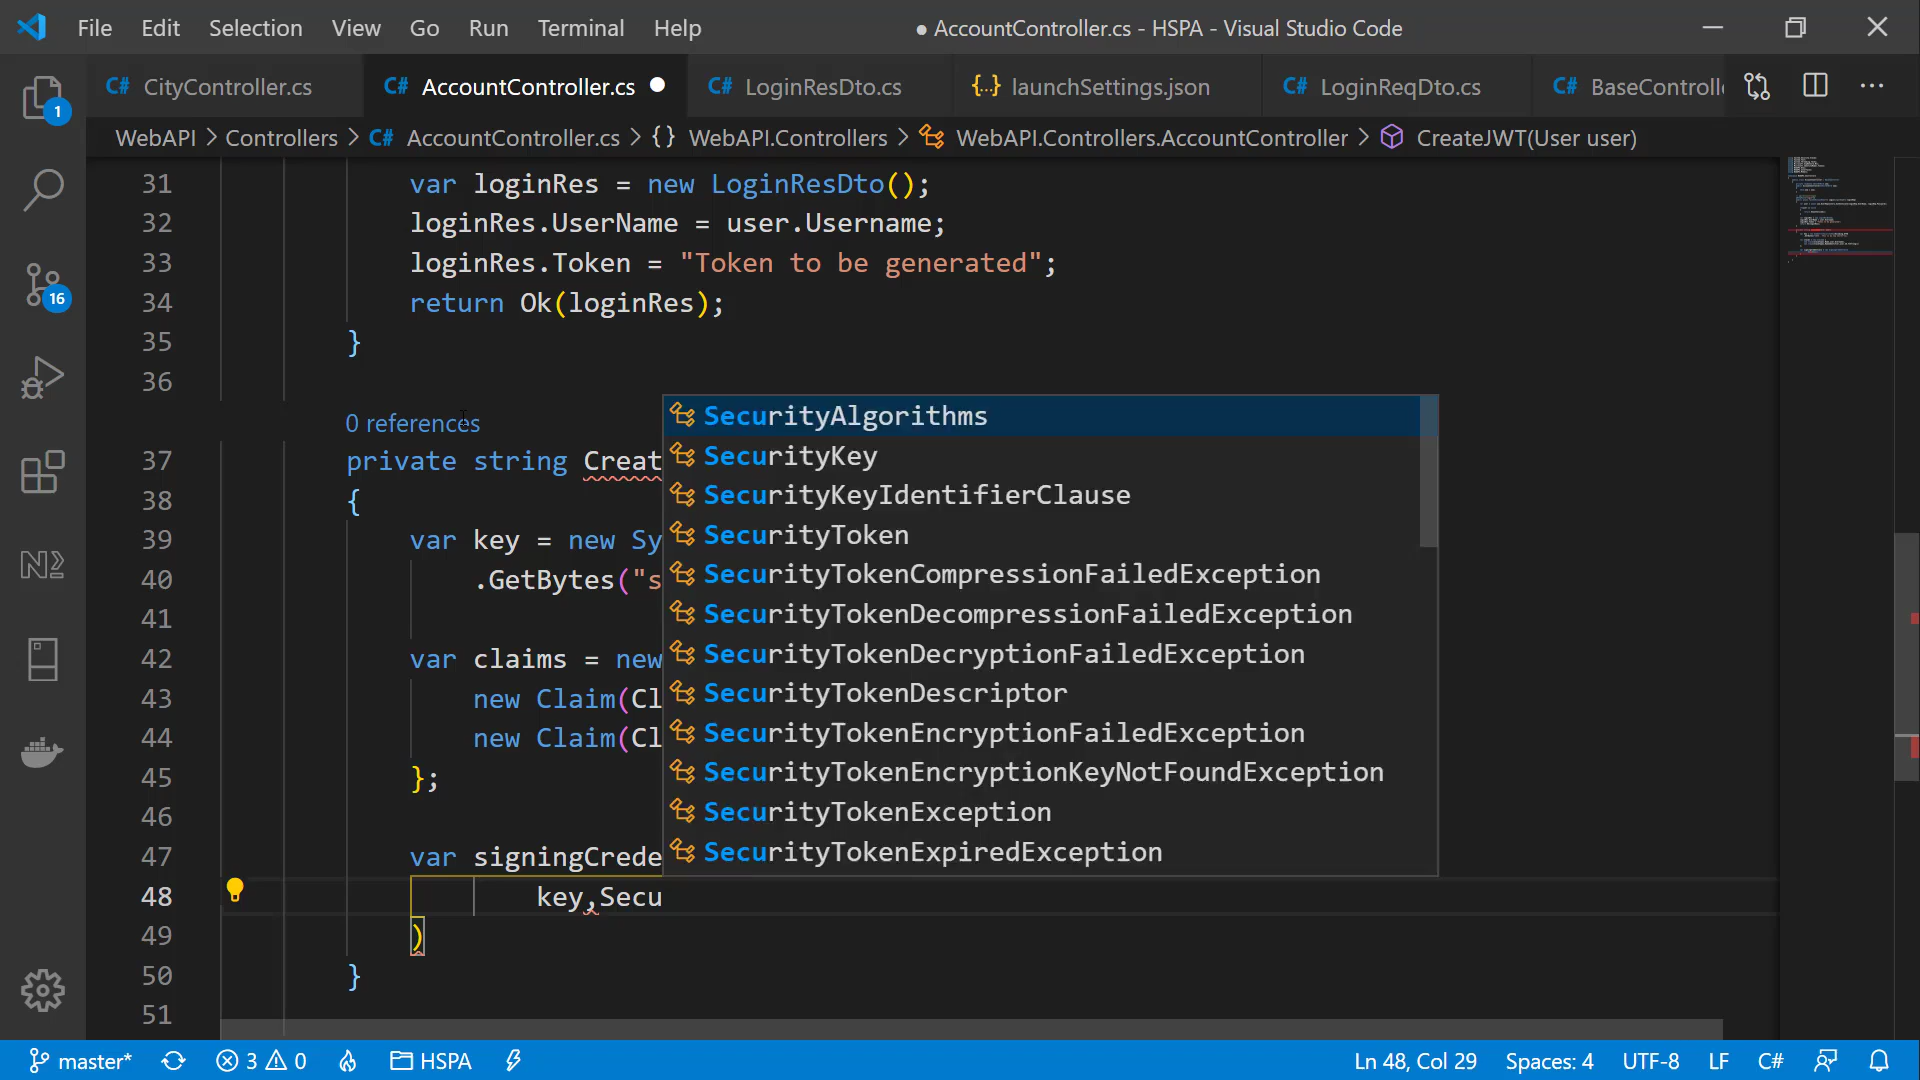 File Edit Selection View Go Run Terminal Help ● AccountController.cs - HSPA - Visual Studio Code
C# CityController.cs C# AccountController.cs ● C# LoginResDto.cs {..} launchSettings.json C# LoginReqDto.cs C# BaseControlle
WebAPI > Controllers > C# AccountController.cs > {} WebAPI.Controllers > WebAPI.Controllers.AccountController > CreateJWT(User user)
31 var loginRes = new LoginResDto();
32 loginRes.UserName = user.Username;
33 loginRes.Token = "Token to be generated";
34 return Ok(loginRes);
35 }
36
0 references
37 private string Creat
38 {
39 var key = new Sy
40 .GetBytes("s
41
42 var claims = new
43 new Claim(Cl
44 new Claim(Cl
45 };
46
47 var signingCrede
48 key,Secu
49 )
50 }
51
SecurityAlgorithms
SecurityKey
SecurityKeyIdentifierClause
SecurityToken
SecurityTokenCompressionFailedException
SecurityTokenDecompressionFailedException
SecurityTokenDecryptionFailedException
SecurityTokenDescriptor
SecurityTokenEncryptionFailedException
SecurityTokenEncryptionKeyNotFoundException
SecurityTokenException
SecurityTokenExpiredException
1
16
master* 3 0 HSPA Ln 48, Col 29 Spaces: 4 UTF-8 LF C#